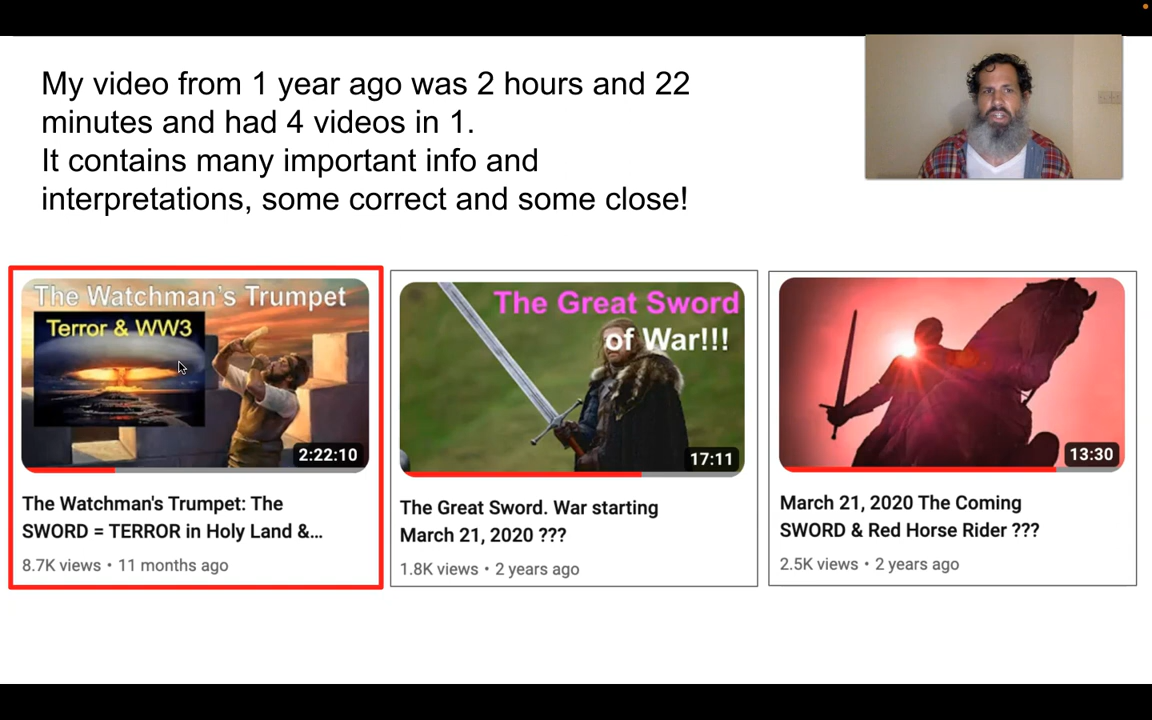 My video from 1 year ago was 2 hours and 22
minutes and had 4 videos in 1.
It contains many important info and
interpretations, some correct and some close!
The Watchman's Trumpet
Terror & WW3
2:22:10
The Watchman's Trumpet: The
SWORD = TERROR in Holy Land &...
8.7K views • 11 months ago
The Great Sword
of War!!!
17:11
The Great Sword. War starting
March 21, 2020 ???
1.8K views • 2 years ago
13:30
March 21, 2020 The Coming
SWORD & Red Horse Rider ???
2.5K views • 2 years ago